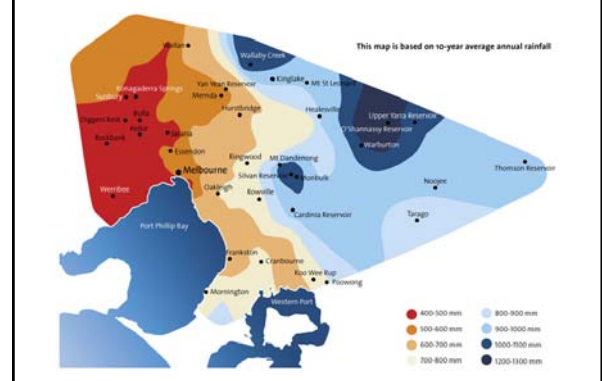 This map is based on 10-year average annual rainfall
Wallan
Wallaby Creek
Kinglake
Mt St Leonard
Yan Yean Reservoir
Konagaderra Springs
Sunbury
Mernda
Hurstbridge
Healesville
Upper Yarra Reservoir
O'Shannassy Reservoir
Diggers Rest
Bulla
Rockbank
Essendon
Warburton
Ringwood
Mt Dandenong
Thomson Reservoir
Melbourne
Silvan Reservoir
Monbulk
Noojee
Werribee
Oakleigh
Rowville
Cardinia Reservoir
Tarago
Port Phillip Bay
Frankston
Cranbourne
Koo Wee Rup
Poowong
Mornington
Western Port
400-500 mm
500-600 mm
600-700 mm
700-800 mm
800-900 mm
900-1000 mm
1000-1100 mm
1200-1300 mm